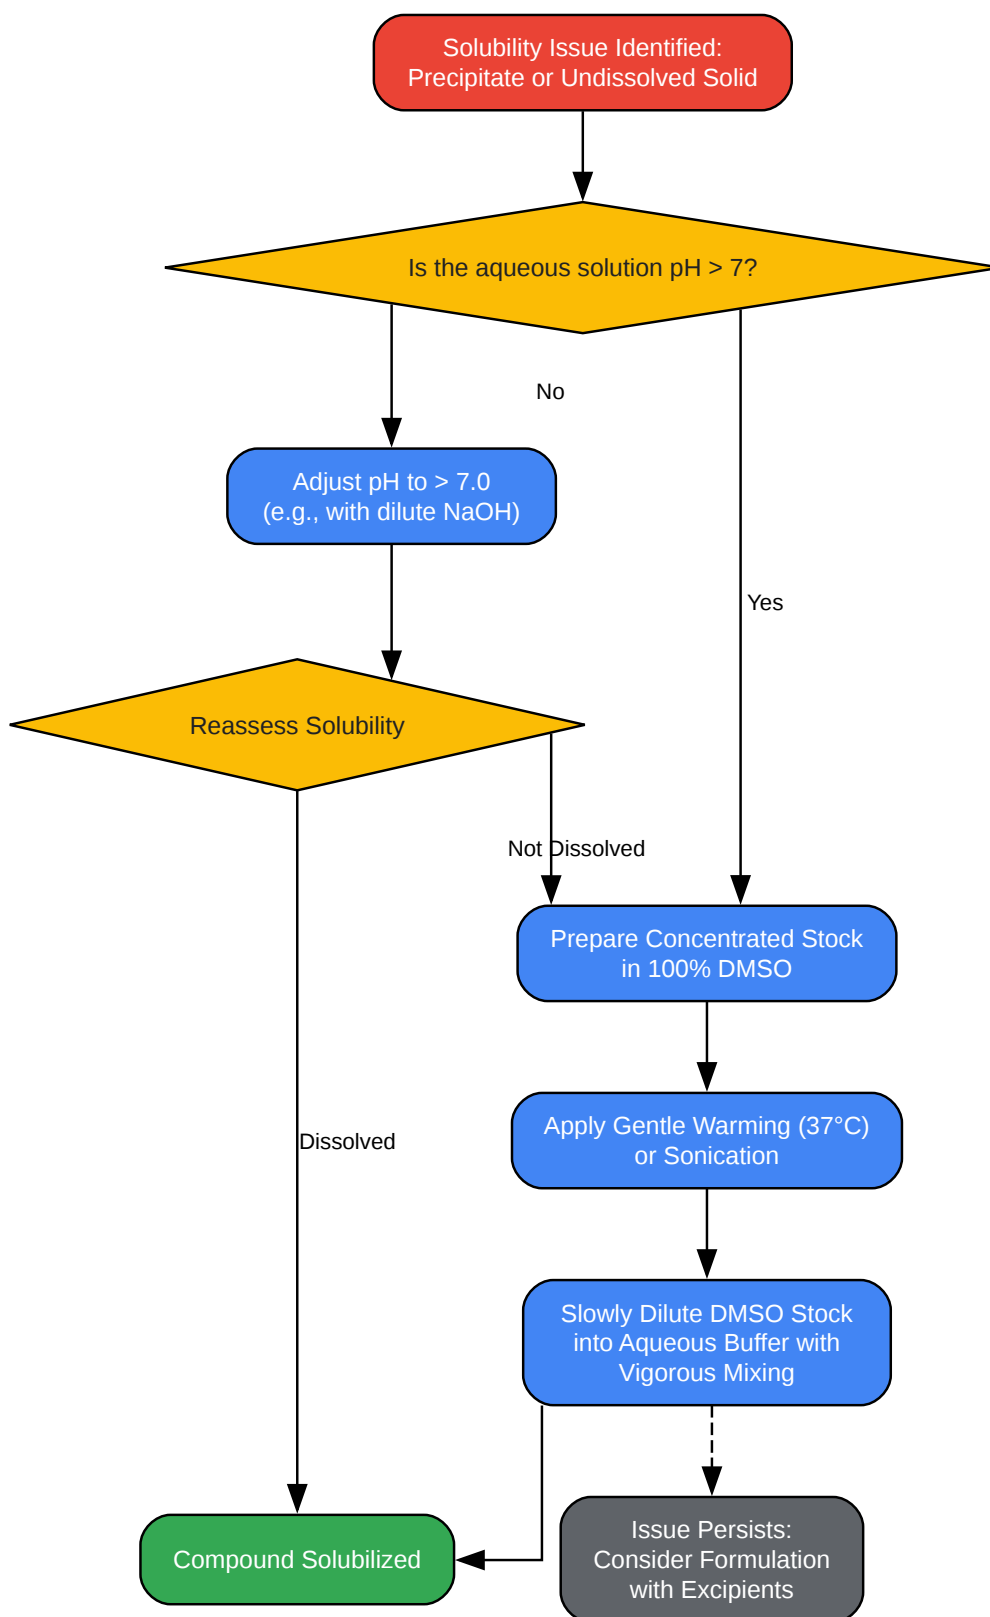 Solubility Issue Identified:
Precipitate or Undissolved Solid
Is the aqueous solution pH > 7?
No
Adjust pH to > 7.0
(e.g., with dilute NaOH)
Yes
Reassess Solubility
Not Dissolved
Prepare Concentrated Stock
in 100% DMSO
Apply Gentle Warming (37°C)
or Sonication
Dissolved
Slowly Dilute DMSO Stock
into Aqueous Buffer with
Vigorous Mixing
Compound Solubilized
Issue Persists:
Consider Formulation
with Excipients